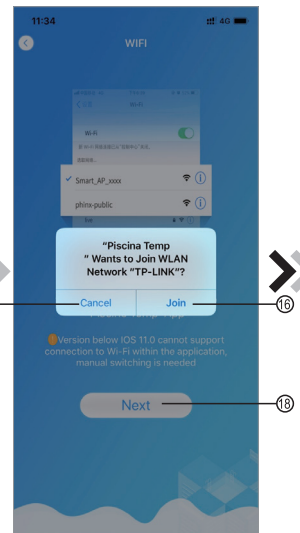 11:34
4G
WIFI
Wi-Fi
Smart_AP_xxxx
phinx-public
"Piscina Temp
" Wants to Join WLAN
Network "TP-LINK"?
Cancel
Join
16
Version below IOS 11.0 cannot support
connection to Wi-Fi within the application,
manual switching is needed
Next
18